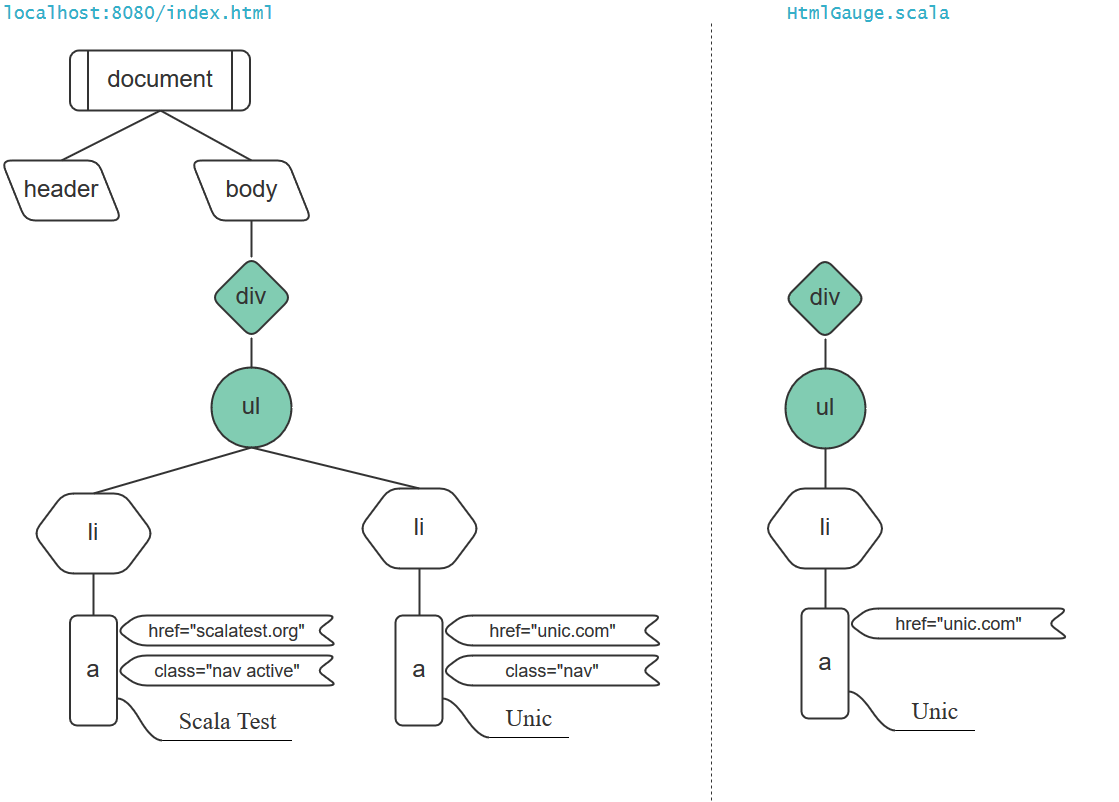 localhost:8080/index.html
document
header
body
div
ul
li
li
a
href="scalatest.org"
class="nav active"
Scala Test
a
href="unic.com"
class="nav"
Unic
HtmlGauge.scala
div
ul
li
a
href="unic.com"
Unic